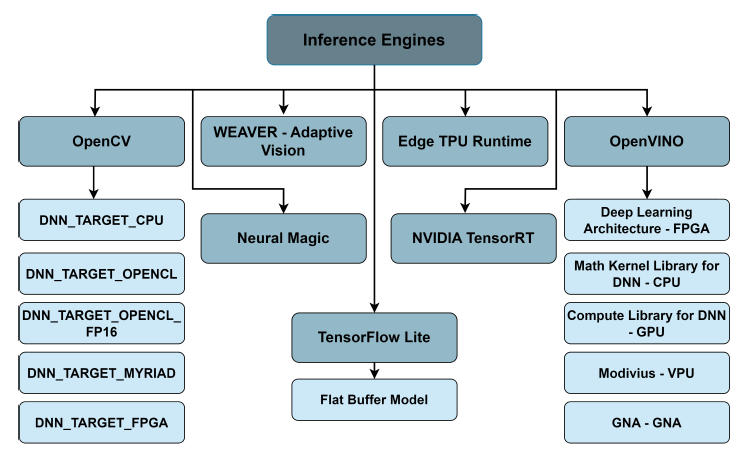 Inference Engines
OpenCV
WEAVER - Adaptive
Vision
Edge TPU Runtime
OpenVINO
Neural Magic
NVIDIA TensorRT
TensorFlow Lite
Flat Buffer Model
DNN_TARGET_CPU
DNN_TARGET_OPENCL
DNN_TARGET_OPENCL_
FP16
DNN_TARGET_MYRIAD
DNN_TARGET_FPGA
Deep Learning
Architecture - FPGA
Math Kernel Library for
DNN - CPU
Compute Library for DNN
- GPU
Modivius - VPU
GNA - GNA